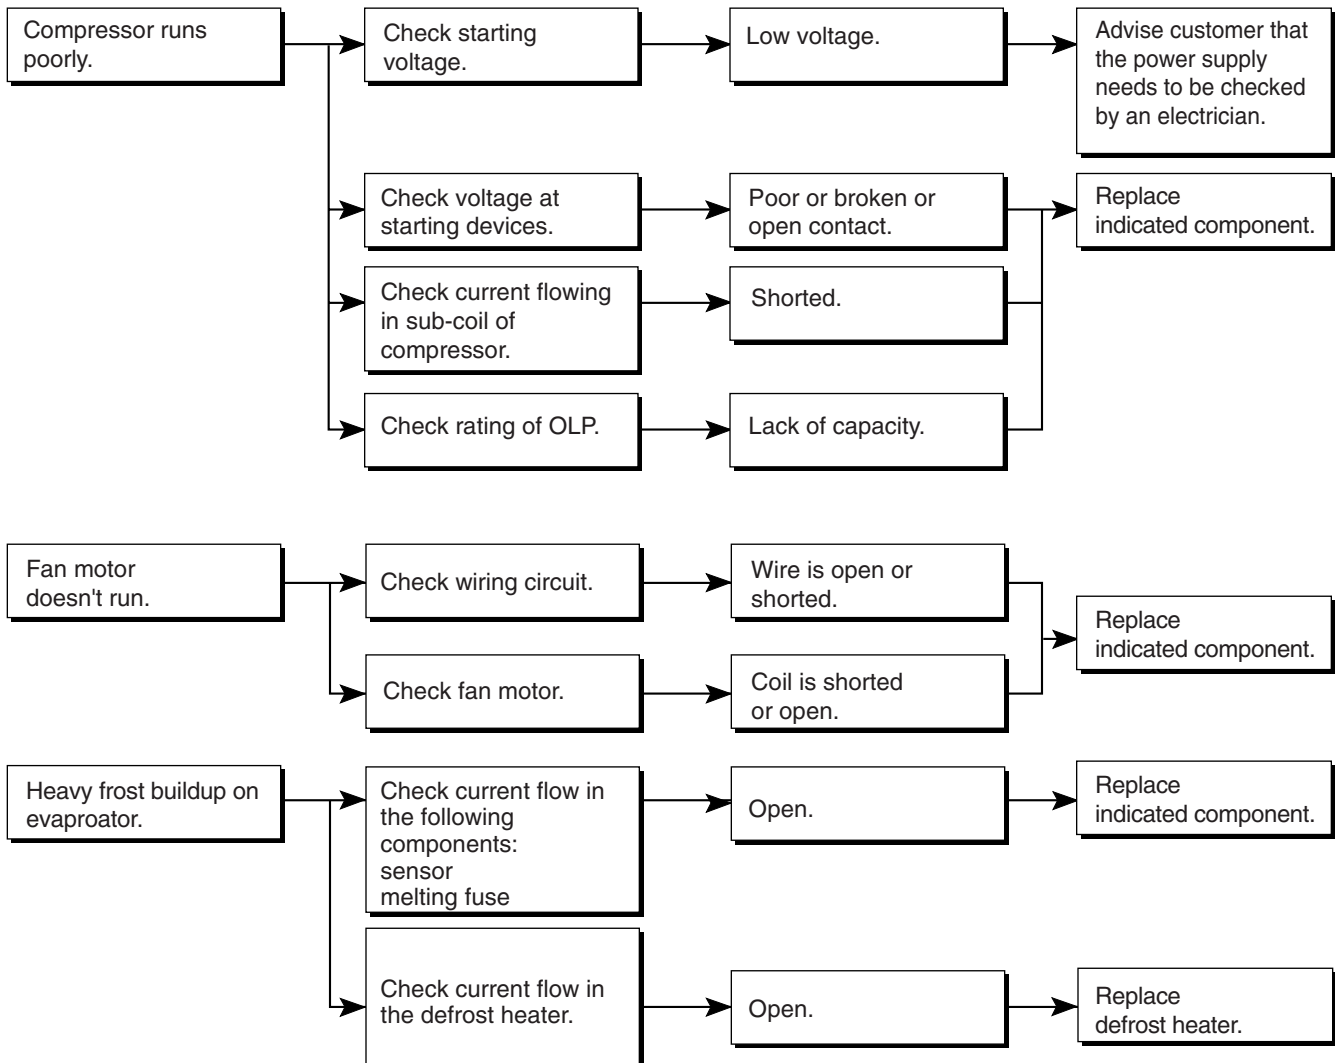 Compressor runs
poorly.
Check starting
voltage.
Low voltage.
Advise customer that
the power supply
needs to be checked
by an electrician.
Check voltage at
starting devices.
Poor or broken or
open contact.
Replace
indicated component.
Check current flowing
in sub-coil of
compressor.
Shorted.
Check rating of OLP.
Lack of capacity.
Fan motor
doesn't run.
Check wiring circuit.
Wire is open or
shorted.
Replace
indicated component.
Check fan motor.
Coil is shorted
or open.
Heavy frost buildup on
evaproator.
Check current flow in
the following
components:
sensor
melting fuse
Open.
Replace
indicated component.
Check current flow in
the defrost heater.
Open.
Replace
defrost heater.